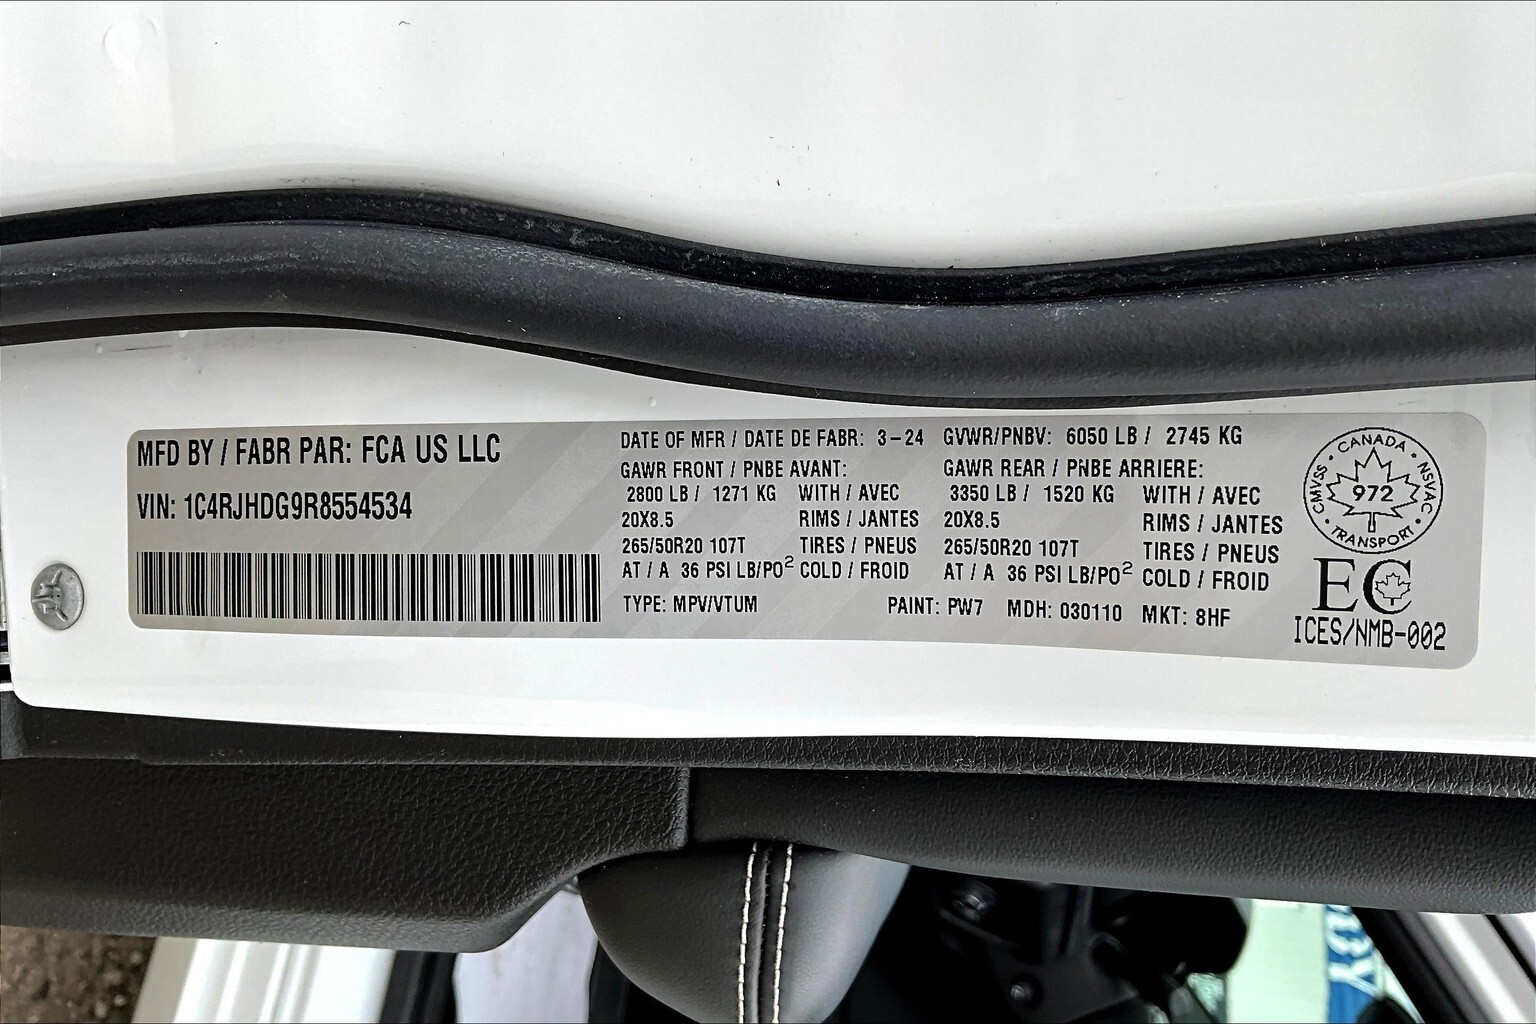 MFD BY / FABR PAR: FCA US LLC
VIN: 1C4RJHDG9R8554534
DATE OF MFR / DATE DE FABR: 3-24 GVWR/PNBV: 6050 LB / 2745 KG
GAWR FRONT / PNBE AVANT: GAWR REAR / PNBE ARRIERE:
2800 LB / 1271 KG WITH / AVEC 3350 LB / 1520 KG WITH / AVEC
20X8.5 RIMS / JANTES 20X8.5 RIMS / JANTES
265/50R20 107T TIRES / PNEUS 265/50R20 107T TIRES / PNEUS
AT / A 36 PSI LB/PO² COLD / FROID AT / A 36 PSI LB/PO² COLD / FROID
TYPE: MPV/VTUM PAINT: PW7 MDH: 030110 MKT: 8HF
CANADA
CMVSS 972 NSVAC
TRANSPORT
EC
ICES/NMB-002